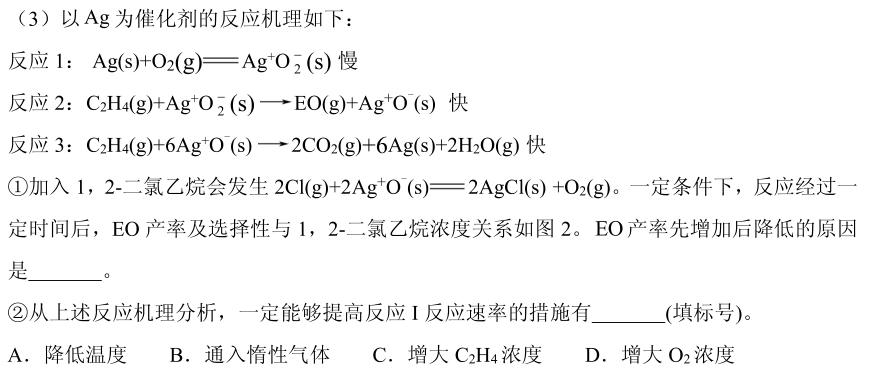 （3）以 Ag 为催化剂的反应机理如下：
反应 1： Ag(s)+O₂(g)══Ag⁺O₂⁻(s) 慢
反应 2：C₂H₄(g)+Ag⁺O₂⁻(s) ⟶EO(g)+Ag⁺O⁻(s) 快
反应 3：C₂H₄(g)+6Ag⁺O⁻(s) ⟶2CO₂(g)+6Ag(s)+2H₂O(g) 快
①加入 1，2-二氯乙烷会发生 2Cl(g)+2Ag⁺O⁻(s)══2AgCl(s) +O₂(g)。一定条件下，反应经过一
定时间后，EO 产率及选择性与 1，2-二氯乙烷浓度关系如图 2。EO 产率先增加后降低的原因
是_______。
②从上述反应机理分析，一定能够提高反应 I 反应速率的措施有_______(填标号)。
A．降低温度 B．通入惰性气体 C．增大 C₂H₄ 浓度 D．增大 O₂ 浓度